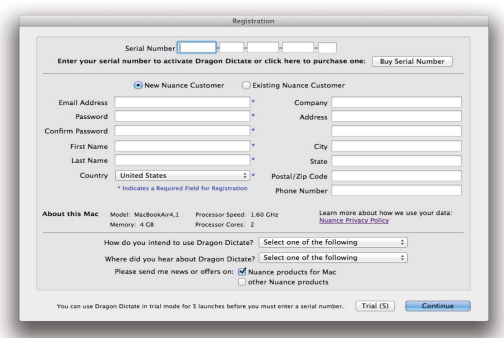 Registration
Serial Number - - - -
Enter your serial number to activate Dragon Dictate or click here to purchase one: Buy Serial Number
New Nuance Customer Existing Nuance Customer
Email Address * Company
Password * Address
Confirm Password *
First Name * City
Last Name * State
Country United States * Postal/Zip Code
* Indicates a Required Field for Registration Phone Number
About this Mac Model: MacBookAir4,1 Processor Speed: 1.60 GHz Learn more about how we use your data:
Memory: 4 GB Processor Cores: 2 Nuance Privacy Policy
How do you intend to use Dragon Dictate? Select one of the following
Where did you hear about Dragon Dictate? Select one of the following
Please send me news or offers on: Nuance products for Mac
other Nuance products
You can use Dragon Dictate in trial mode for 5 launches before you must enter a serial number. Trial (5) Continue